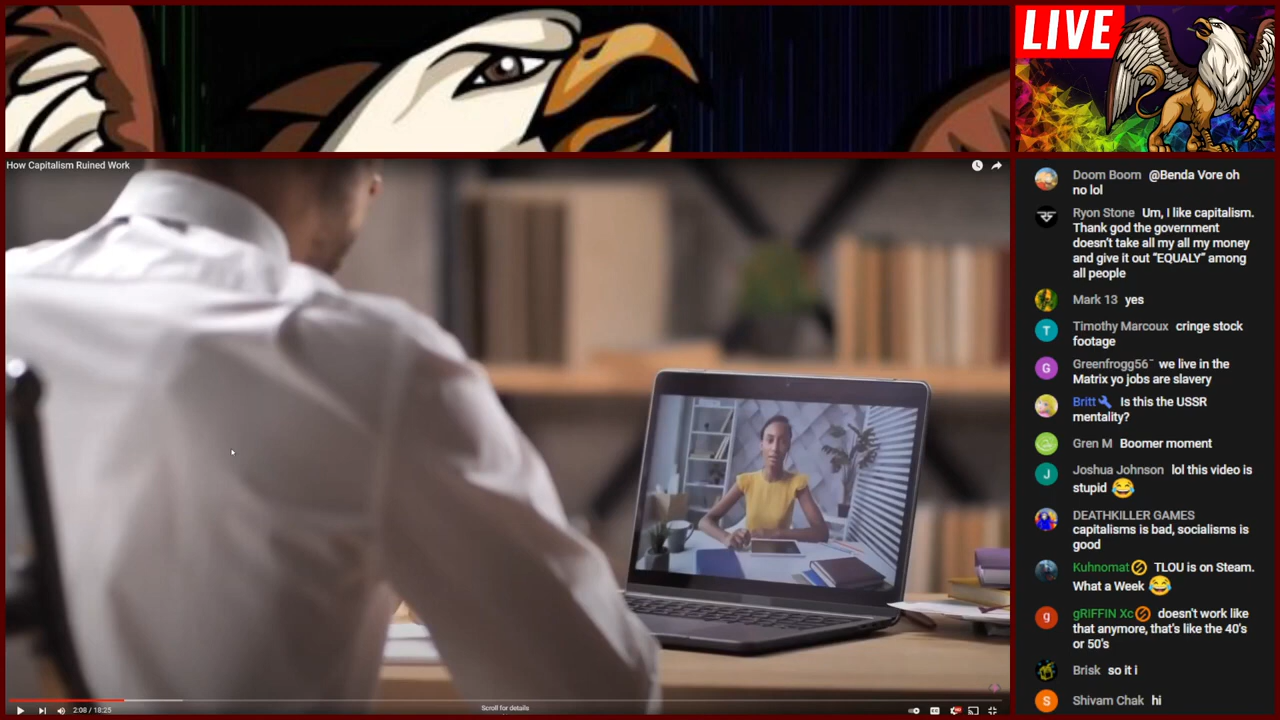 LIVE
How Capitalism Ruined Work
Doom Boom @Benda Vore oh
no lol
Ryon Stone Um, I like capitalism.
Thank god the government
doesn't take all my all my money
and give it out "EQUALY" among
all people
Mark 13 yes
Timothy Marcoux cringe stock
footage
Greenfrogg56¨ we live in the
Matrix yo jobs are slavery
Britt Is this the USSR
mentality?
Gren M Boomer moment
Joshua Johnson lol this video is
stupid 😂
DEATHKILLER GAMES
capitalisms is bad, socialisms is
good
Kuhnomat TLOU is on Steam.
What a Week 😂
gRIFFIN Xc doesn't work like
that anymore, that's like the 40's
or 50's
Brisk so it i
Shivam Chak hi
T
G
J
g
S
2:08 / 18:25
Scroll for details